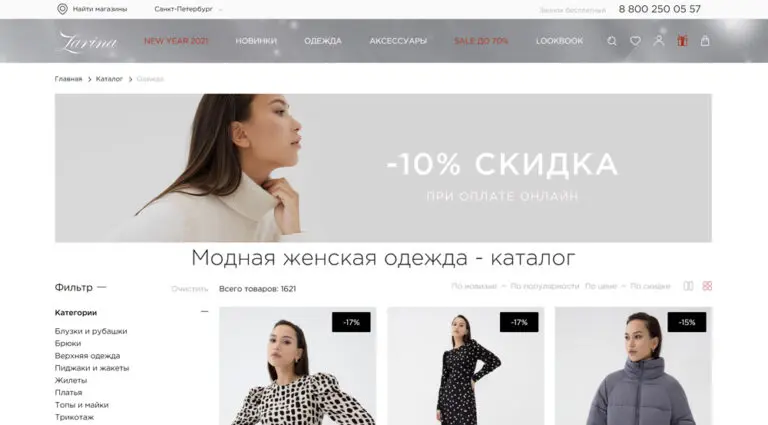 Найти магазины Санкт-Петербург Звонок бесплатный 8 800 250 05 57
Zarina NEW YEAR 2021 НОВИНКИ ОДЕЖДА АКСЕССУАРЫ SALE ДО 70% LOOKBOOK
Главная > Каталог > Одежда
-10% СКИДКА
ПРИ ОПЛАТЕ ОНЛАЙН
Модная женская одежда - каталог
Фильтр — Очистить Всего товаров: 1621 По новизне По популярности По цене По скидке
Категории
-17% -17% -15%
Блузки и рубашки
Брюки
Верхняя одежда
Пиджаки и жакеты
Жилеты
Платья
Топы и майки
Трикотаж